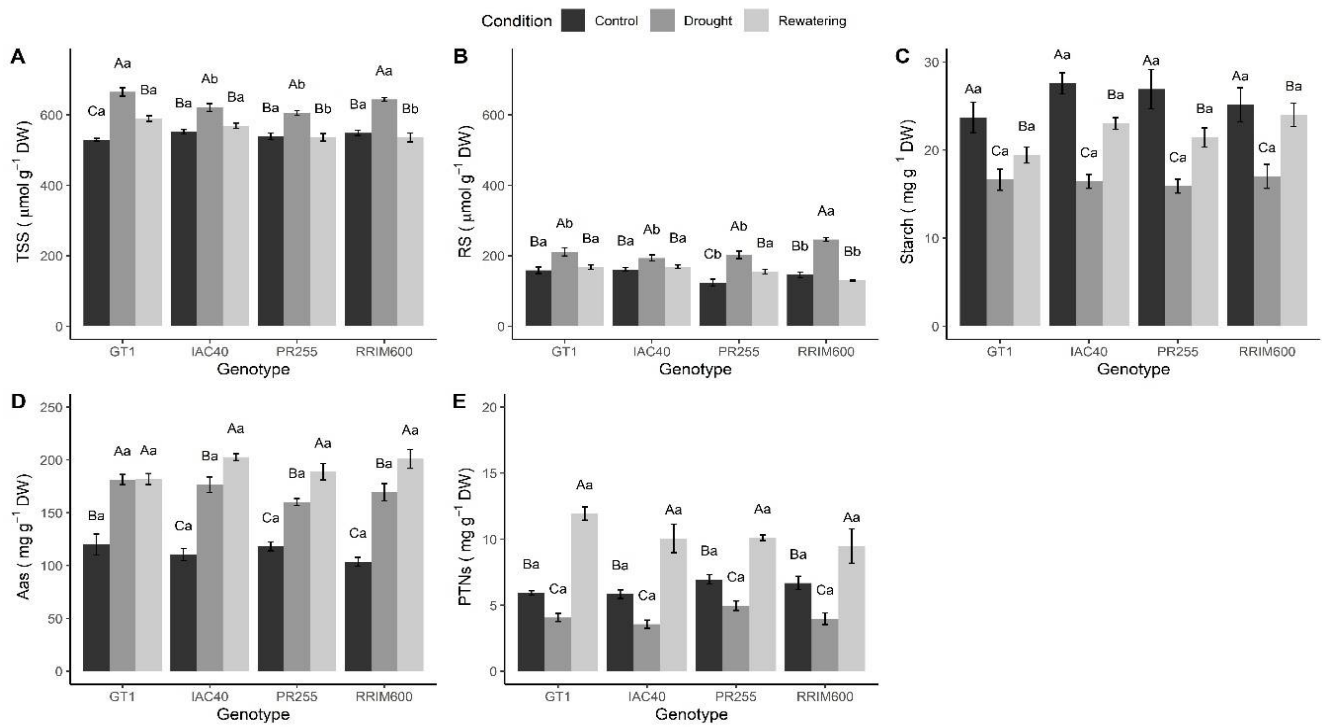 Condition Control Drought Rewatering
A
Aa Aa
600 Ca Ba Ba Ab Ba Ba Ab Bb Ba Bb
400
200
0
TSS ( μmol g⁻¹ DW)
GT1 IAC40 PR255 RRIM600
Genotype
B
600
400
200
0
RS ( μmol g⁻¹ DW)
Ba Ab Ba Ba Ab Ba Cb Ab Ba Bb Aa Bb
GT1 IAC40 PR255 RRIM600
Genotype
C
30
20
10
0
Starch ( mg g⁻¹ DW)
Aa Ca Ba Aa Ca Ba Aa Ca Ba Aa Ca Ba
GT1 IAC40 PR255 RRIM600
Genotype
D
250
200
150
100
50
0
Aas ( mg g⁻¹ DW)
Ba Aa Aa Ca Ba Aa Ca Ba Aa Ca Ba Aa
GT1 IAC40 PR255 RRIM600
Genotype
E
20
15
10
5
0
PTNs ( mg g⁻¹ DW)
Ba Ca Aa Ba Ca Aa Ba Ca Aa Ba Ca Aa
GT1 IAC40 PR255 RRIM600
Genotype